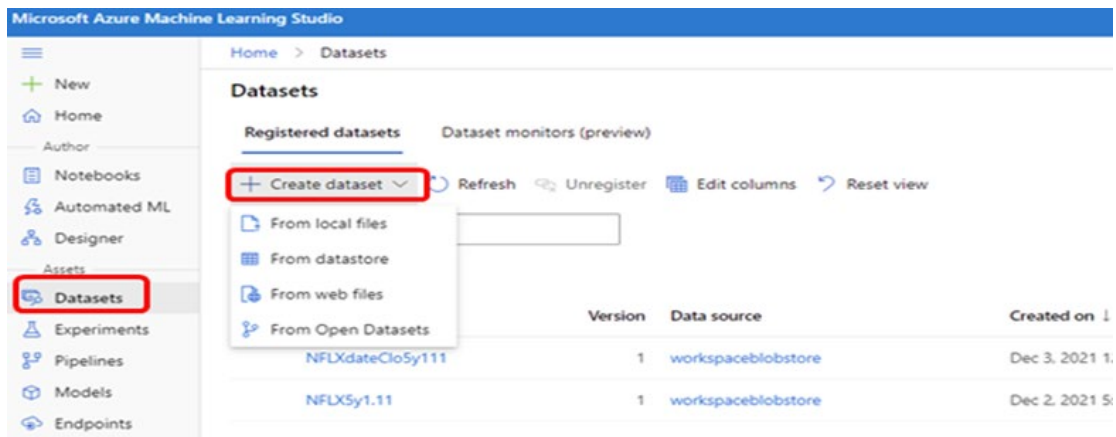 Microsoft Azure Machine Learning Studio
Home > Datasets
New
Home
Author
Notebooks
Automated ML
Designer
Assets
Datasets
Experiments
Pipelines
Models
Endpoints
Datasets
Registered datasets Dataset monitors (preview)
Create dataset Refresh Unregister Edit columns Reset view
From local files
From datastore
From web files
From Open Datasets
Version Data source Created on
NFLXdateClo5y111 1 workspaceblobstore Dec 3, 2021 1
NFLX5y1.11 1 workspaceblobstore Dec 2, 2021 5